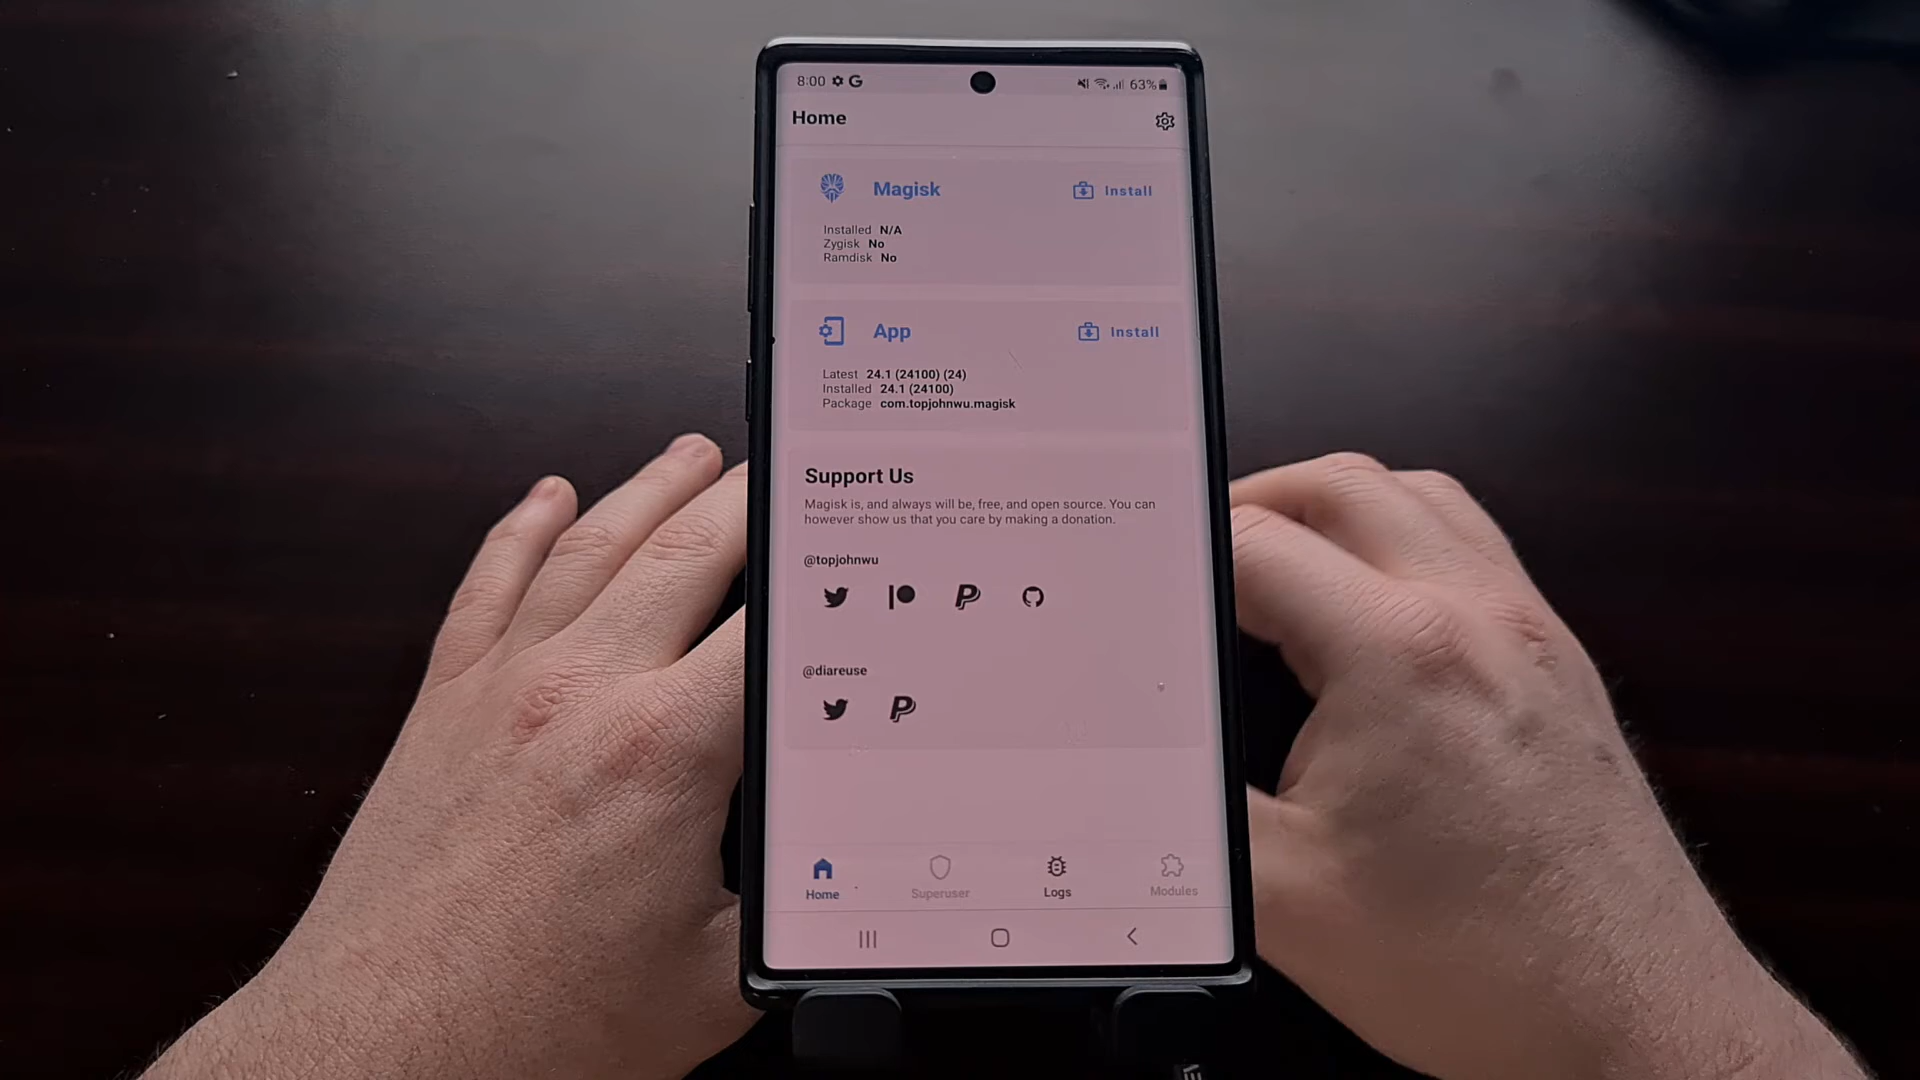 8:00 G 63%
Home
Magisk Install
Installed N/A
Zygisk No
Ramdisk No
App Install
Latest 24.1 (24100) (24)
Installed 24.1 (24100)
Package com.topjohnwu.magisk
Support Us
Magisk is, and always will be, free, and open source. You can
however show us that you care by making a donation.
@topjohnwu
@diareuse
Home Superuser Logs Modules